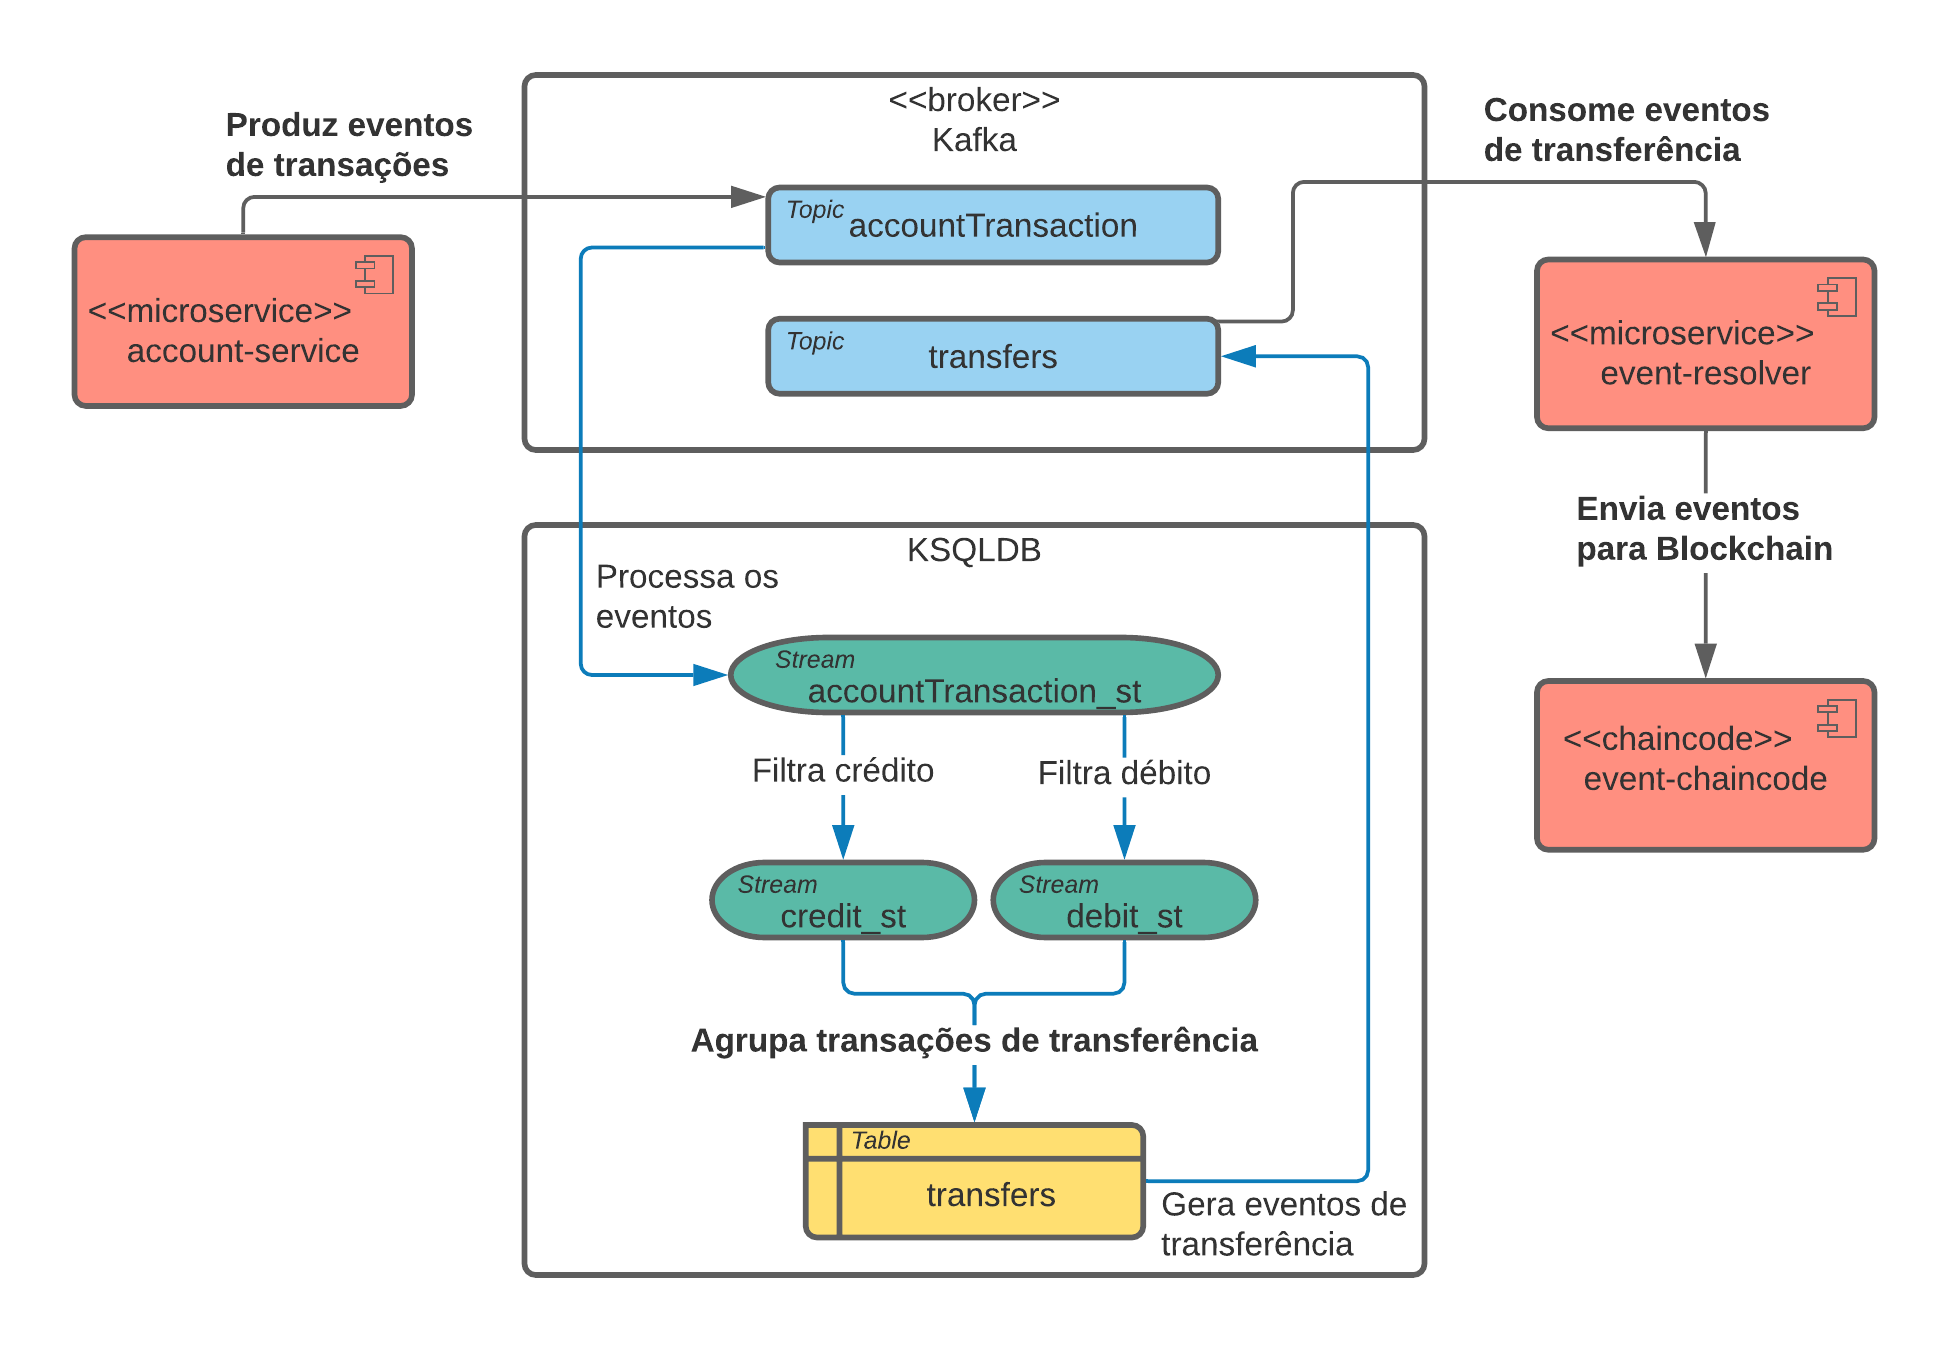 Produz eventos
de transações
<<microservice>>
account-service
<<broker>>
Kafka
Topic
accountTransaction
Topic
transfers
Consome eventos
de transferência
<<microservice>>
event-resolver
Envia eventos
para Blockchain
<<chaincode>>
event-chaincode
KSQLDB
Processa os
eventos
Stream
accountTransaction_st
Filtra crédito
Filtra débito
Stream
credit_st
Stream
debit_st
Agrupa transações de transferência
Table
transfers
Gera eventos de
transferência